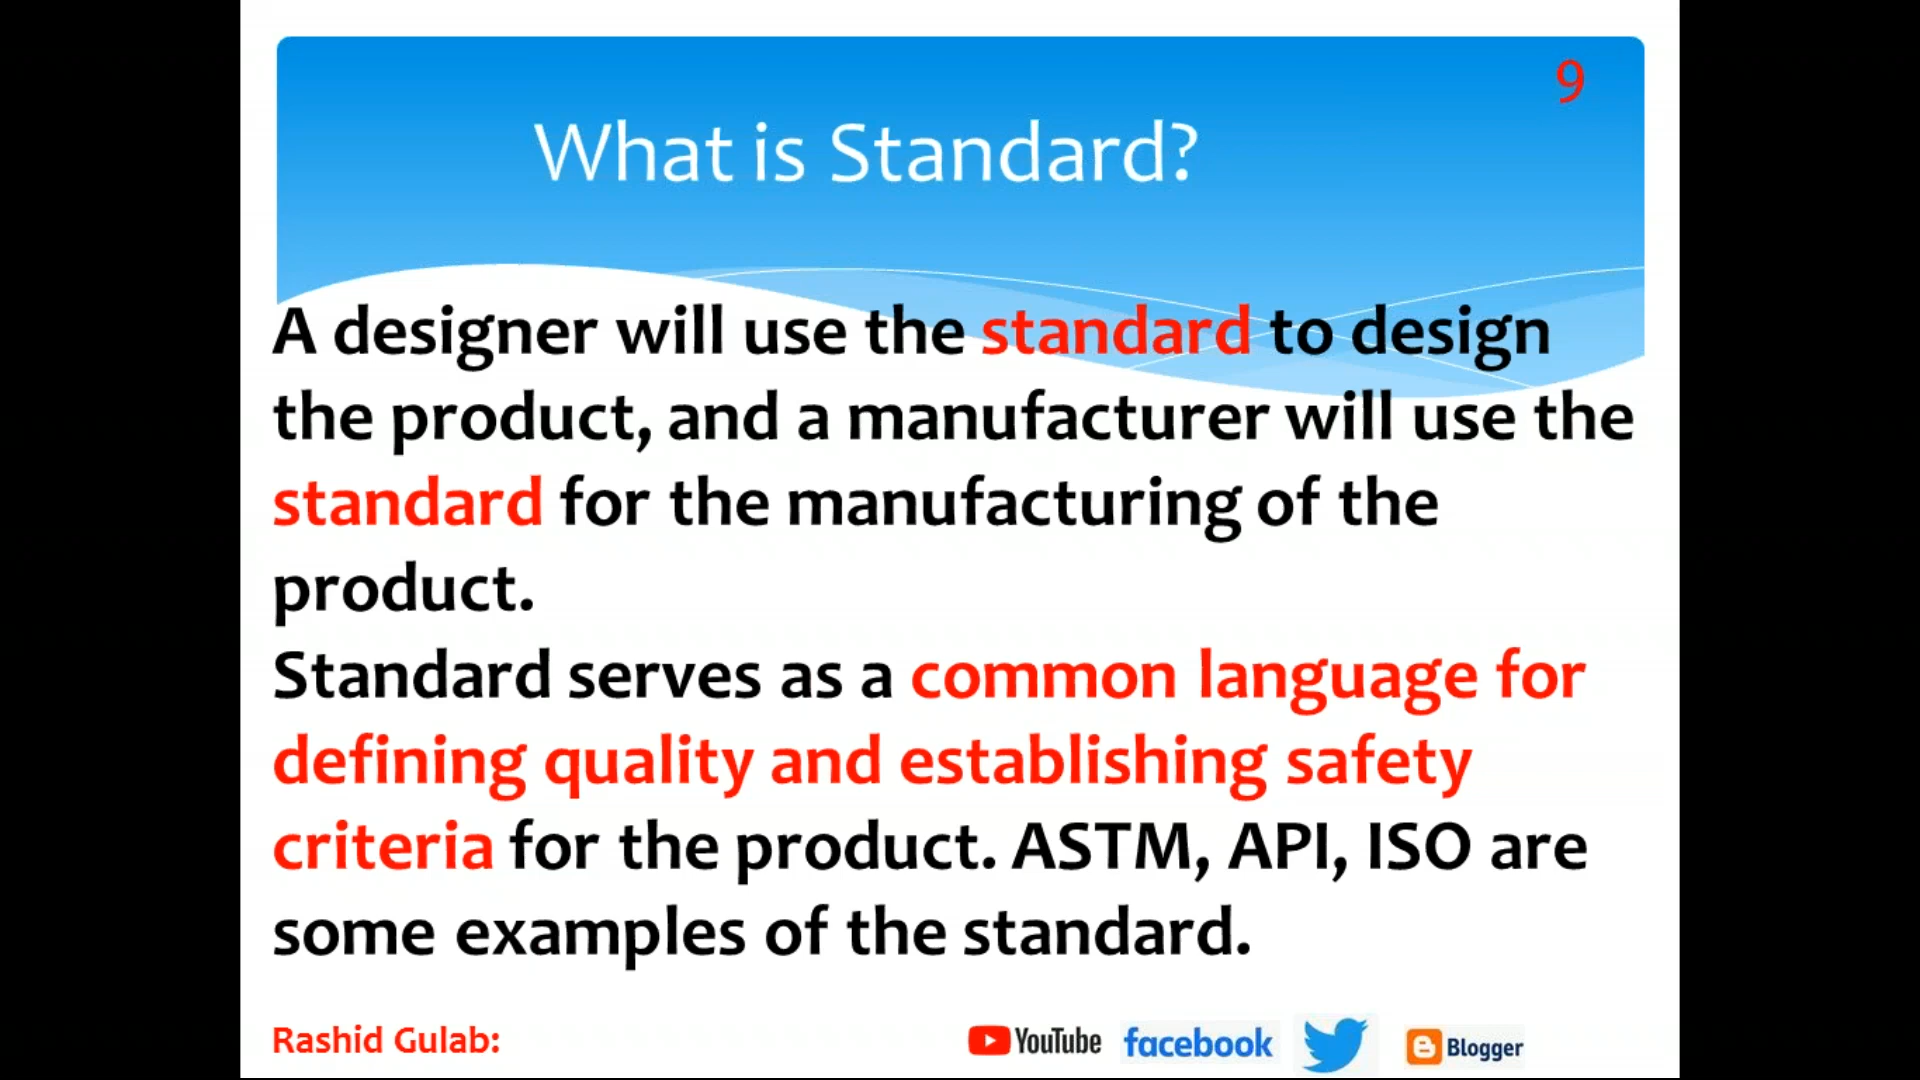 9
What is Standard?
A designer will use the standard to design
the product, and a manufacturer will use the
standard for the manufacturing of the
product.
Standard serves as a common language for
defining quality and establishing safety
criteria for the product. ASTM, API, ISO are
some examples of the standard.
Rashid Gulab: YouTube facebook Blogger